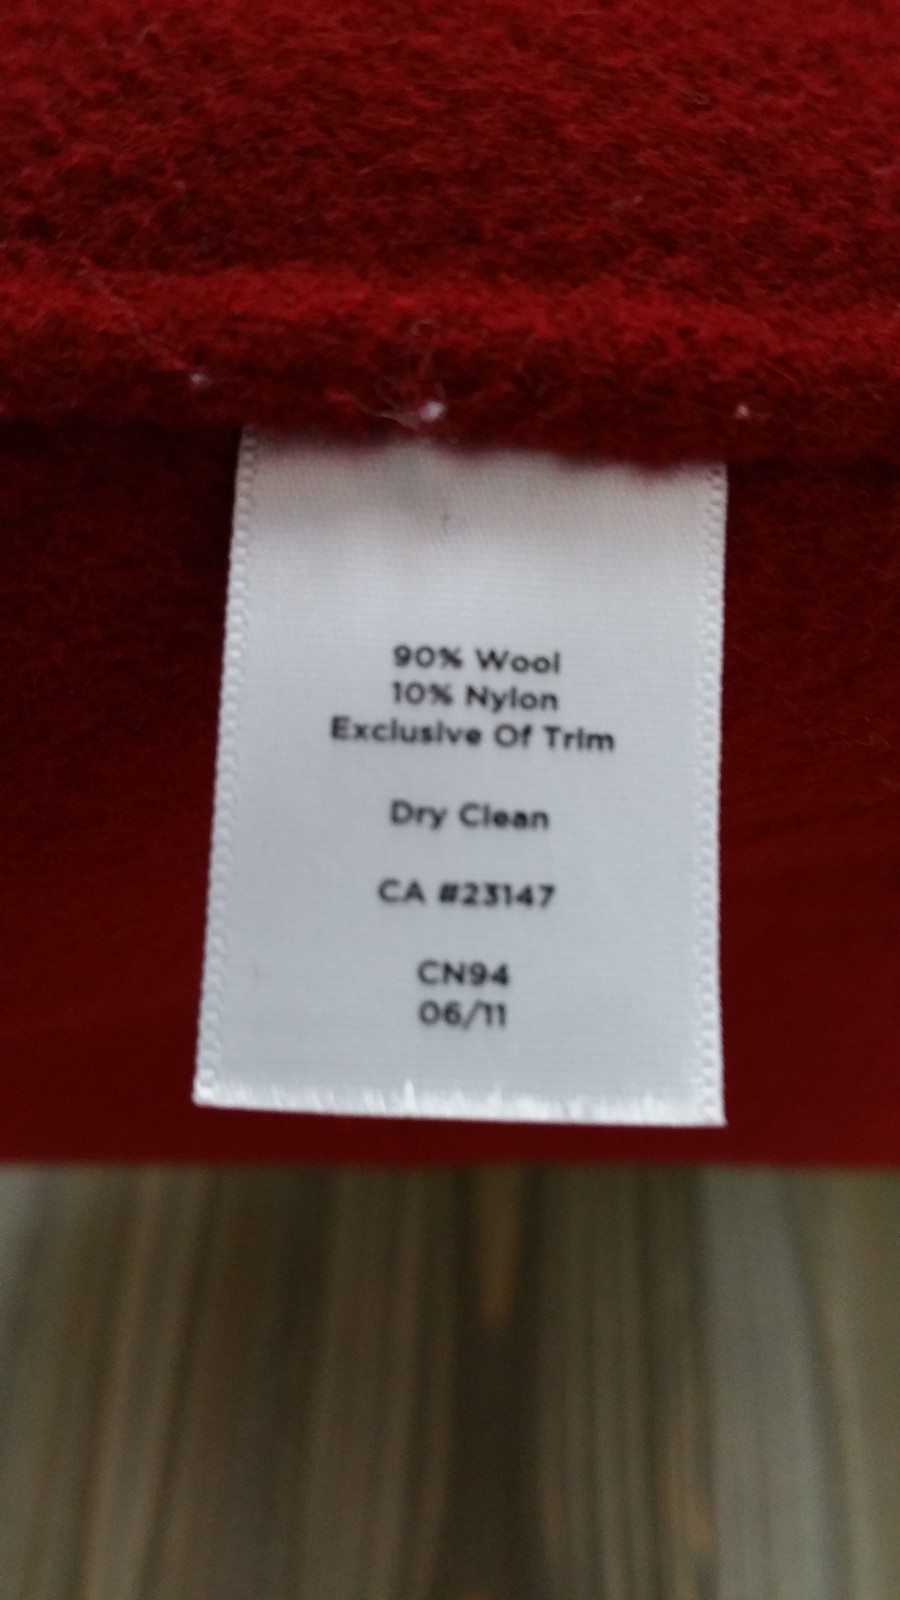 90% Wool
10% Nylon
Exclusive Of Trim
Dry Clean
CA #23147
CN94
06/11